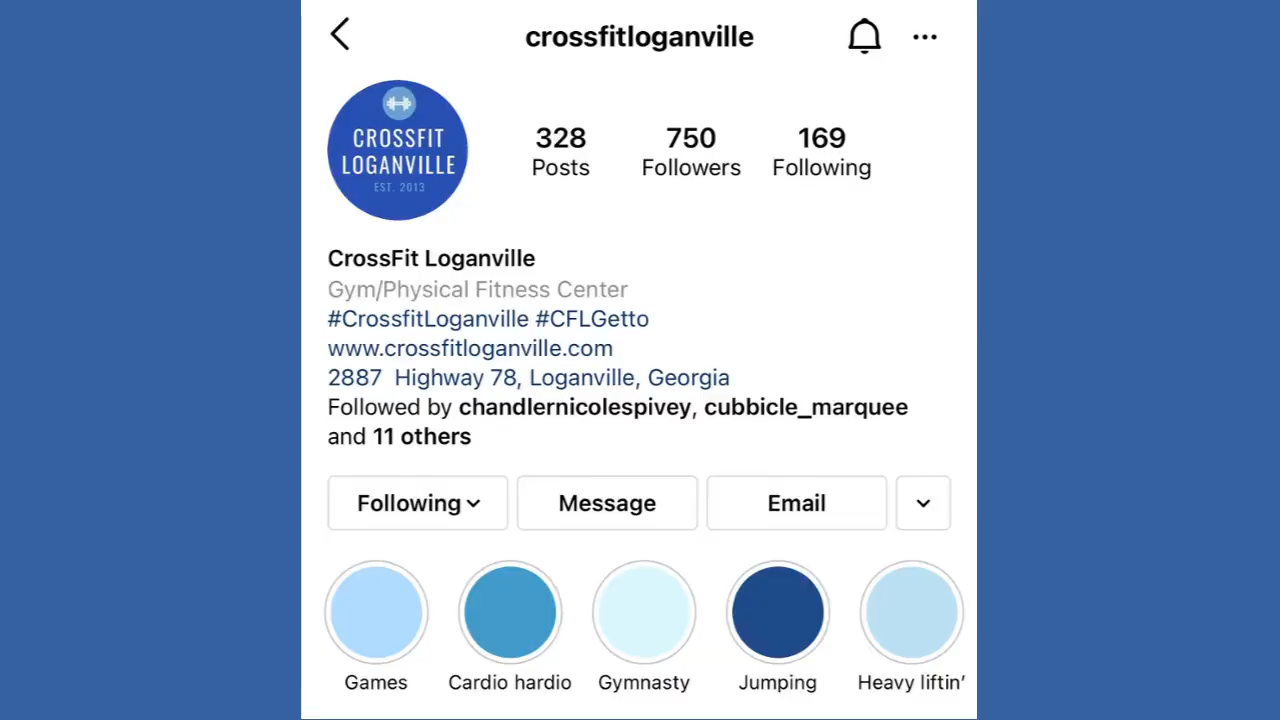 crossfitloganville
CROSSFIT
LOGANVILLE
EST. 2013
328 750 169
Posts Followers Following
CrossFit Loganville
Gym/Physical Fitness Center
#CrossfitLoganville #CFLGetto
www.crossfitloganville.com
2887  Highway 78, Loganville, Georgia
Followed by chandlernicolespivey, cubbicle_marquee
and 11 others
Following Message Email
Games Cardio hardio Gymnasty Jumping Heavy liftin’